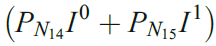 (P_{N_{14}} I^0 + P_{N_{15}} I^1)